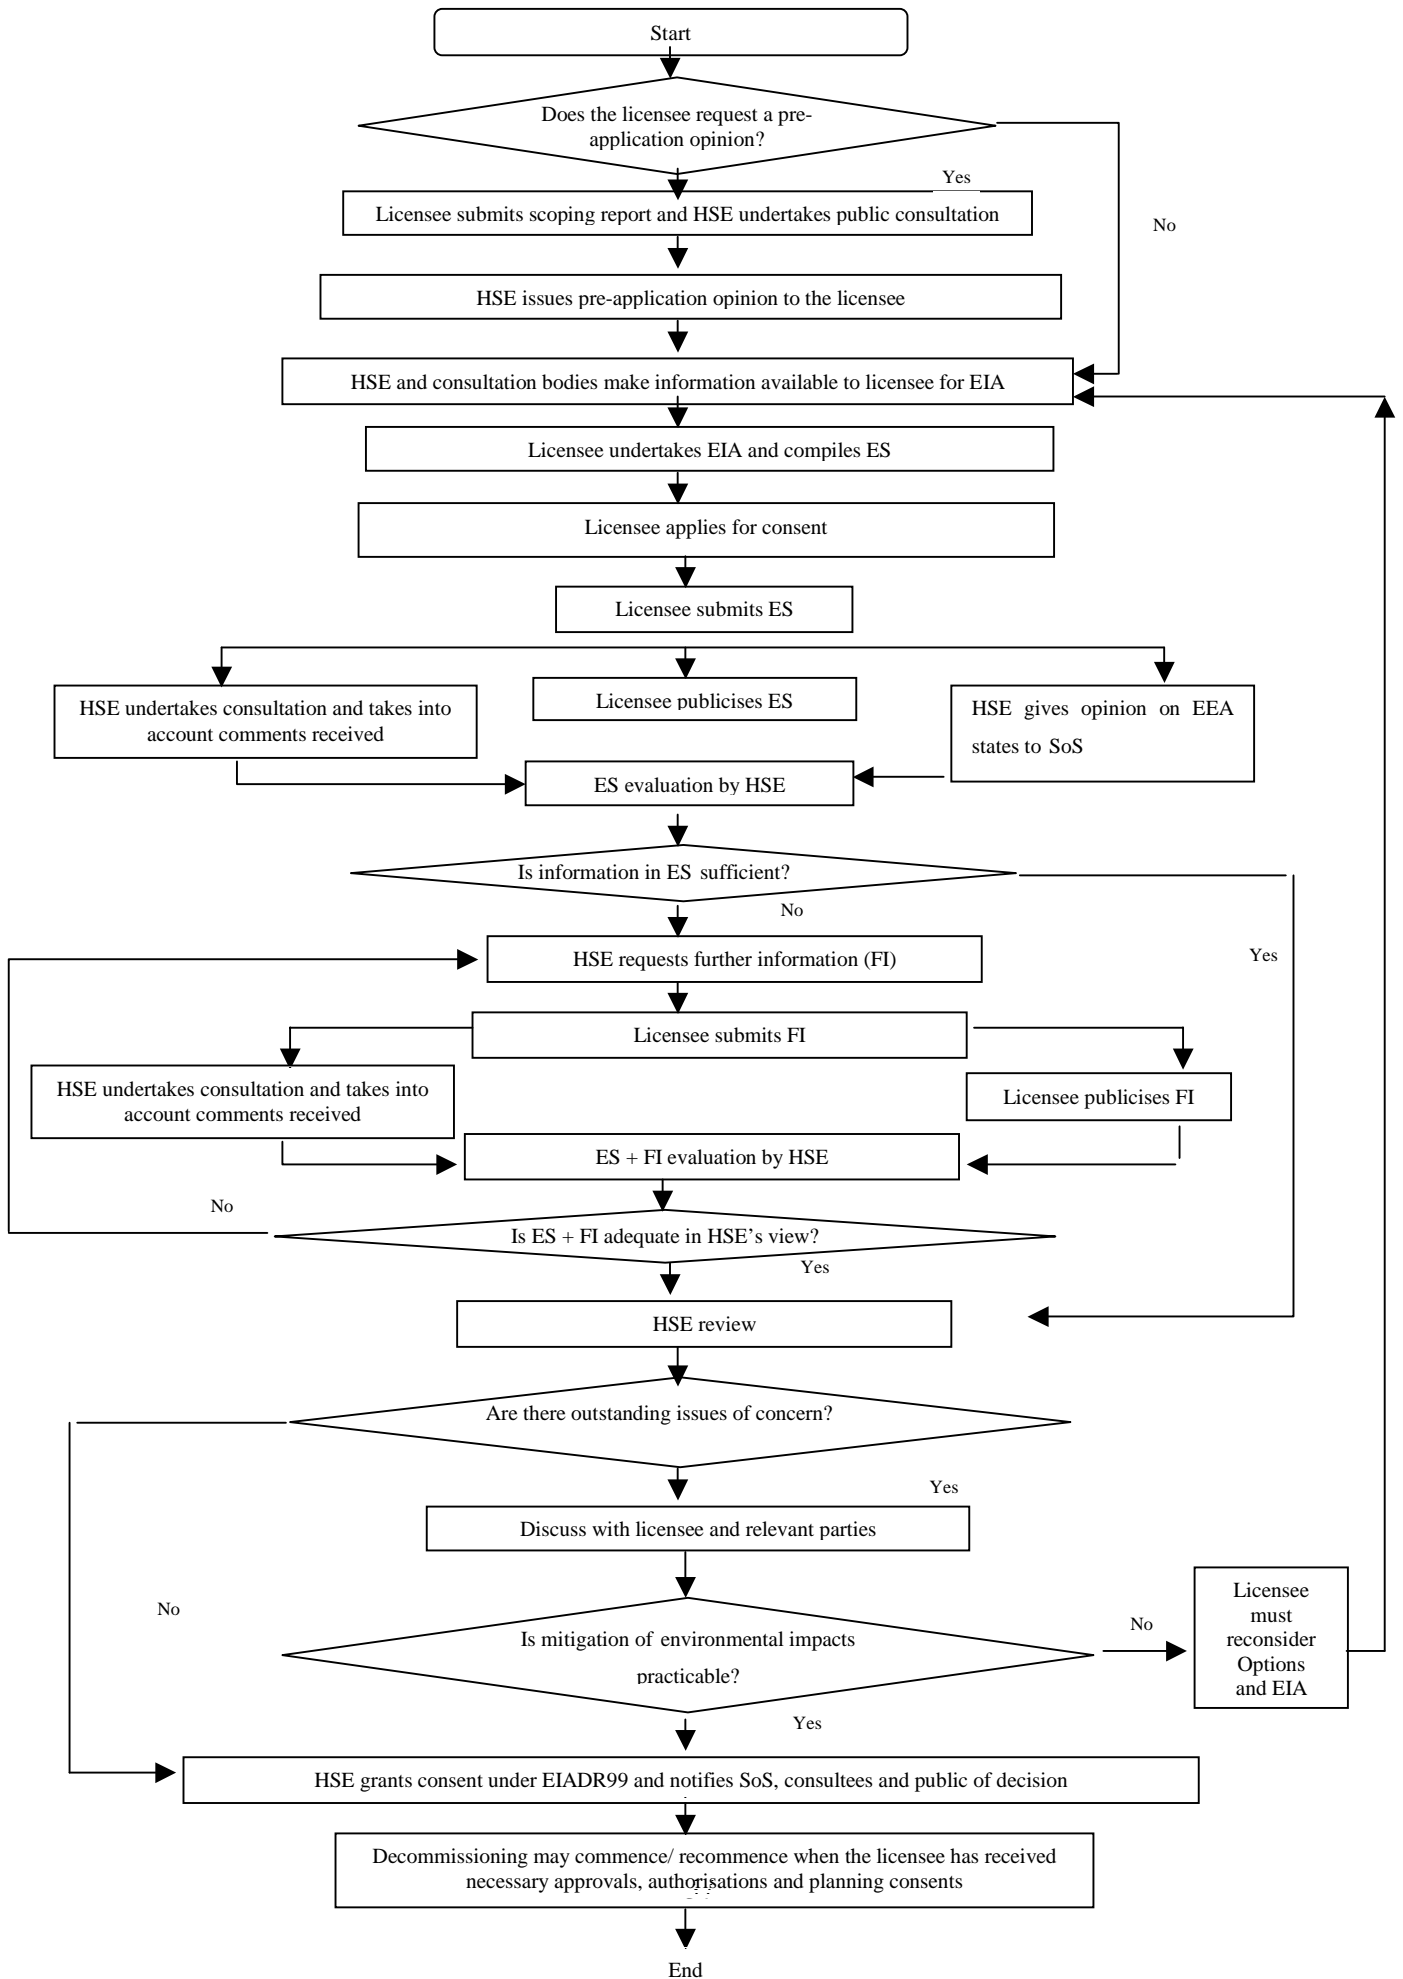 Start
Does the licensee request a pre-
application opinion?
Yes
Licensee submits scoping report and HSE undertakes public consultation
No
HSE issues pre-application opinion to the licensee
HSE and consultation bodies make information available to licensee for EIA
Licensee undertakes EIA and compiles ES
Licensee applies for consent
Licensee submits ES
HSE undertakes consultation and takes into
account comments received
Licensee publicises ES
HSE gives opinion on EEA
states to SoS
ES evaluation by HSE
Is information in ES sufficient?
No
Yes
HSE requests further information (FI)
Licensee submits FI
HSE undertakes consultation and takes into
account comments received
Licensee publicises FI
ES + FI evaluation by HSE
No
Is ES + FI adequate in HSE's view?
Yes
HSE review
Are there outstanding issues of concern?
Yes
Discuss with licensee and relevant parties
No
Is mitigation of environmental impacts
practicable?
No
Licensee
must
reconsider
Options
and EIA
Yes
HSE grants consent under EIADR99 and notifies SoS, consultees and public of decision
Decommissioning may commence/ recommence when the licensee has received
necessary approvals, authorisations and planning consents
End